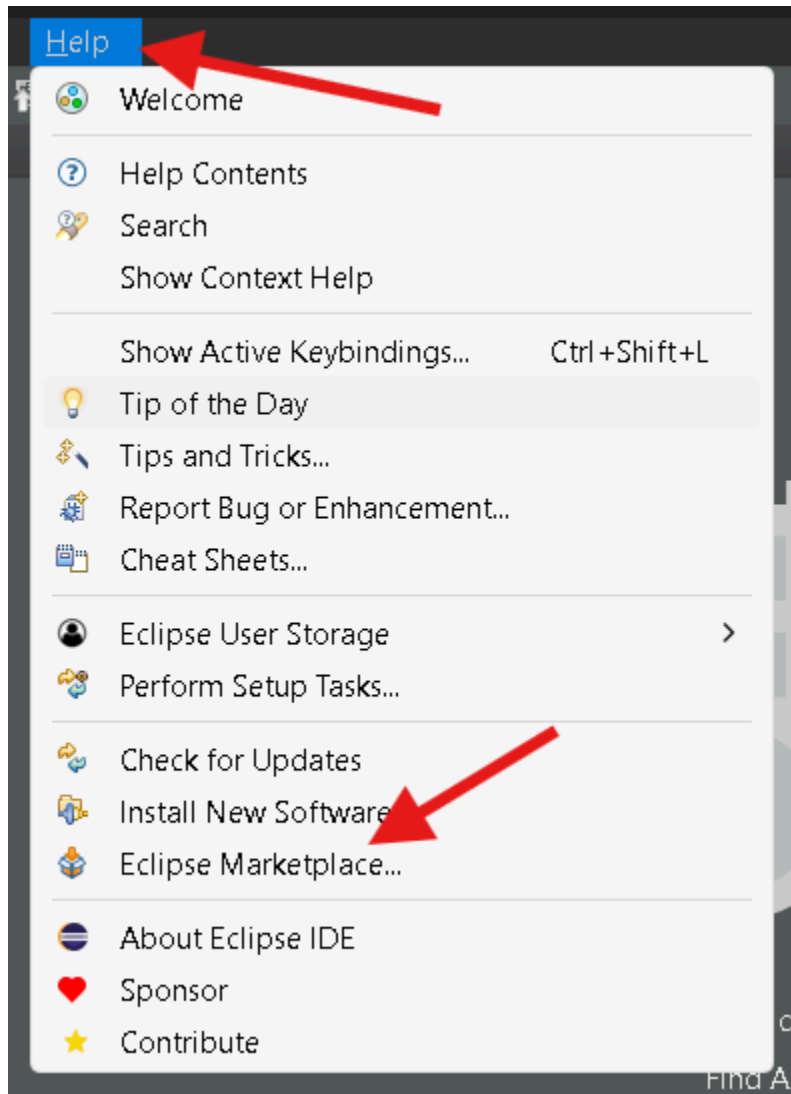 Help
Welcome
Help Contents
Search
Show Context Help
Show Active Keybindings... Ctrl+Shift+L
Tip of the Day
Tips and Tricks...
Report Bug or Enhancement...
Cheat Sheets...
Eclipse User Storage
Perform Setup Tasks...
Check for Updates
Install New Software
Eclipse Marketplace...
About Eclipse IDE
Sponsor
Contribute
Find A